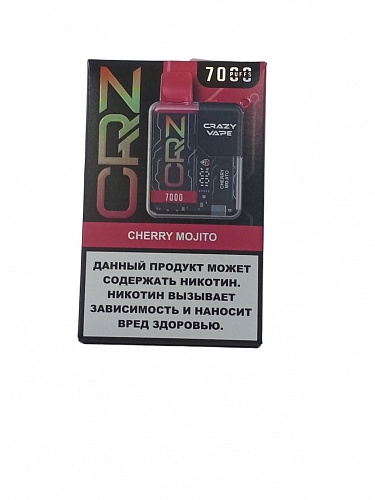 7000
PUFFS
CRZ
CRAZY
VAPE
CRZ
CHERRY
MOJITO
7000
CHERRY MOJITO
ДАННЫЙ ПРОДУКТ МОЖЕТ
СОДЕРЖАТЬ НИКОТИН.
НИКОТИН ВЫЗЫВАЕТ
ЗАВИСИМОСТЬ И НАНОСИТ
ВРЕД ЗДОРОВЬЮ.